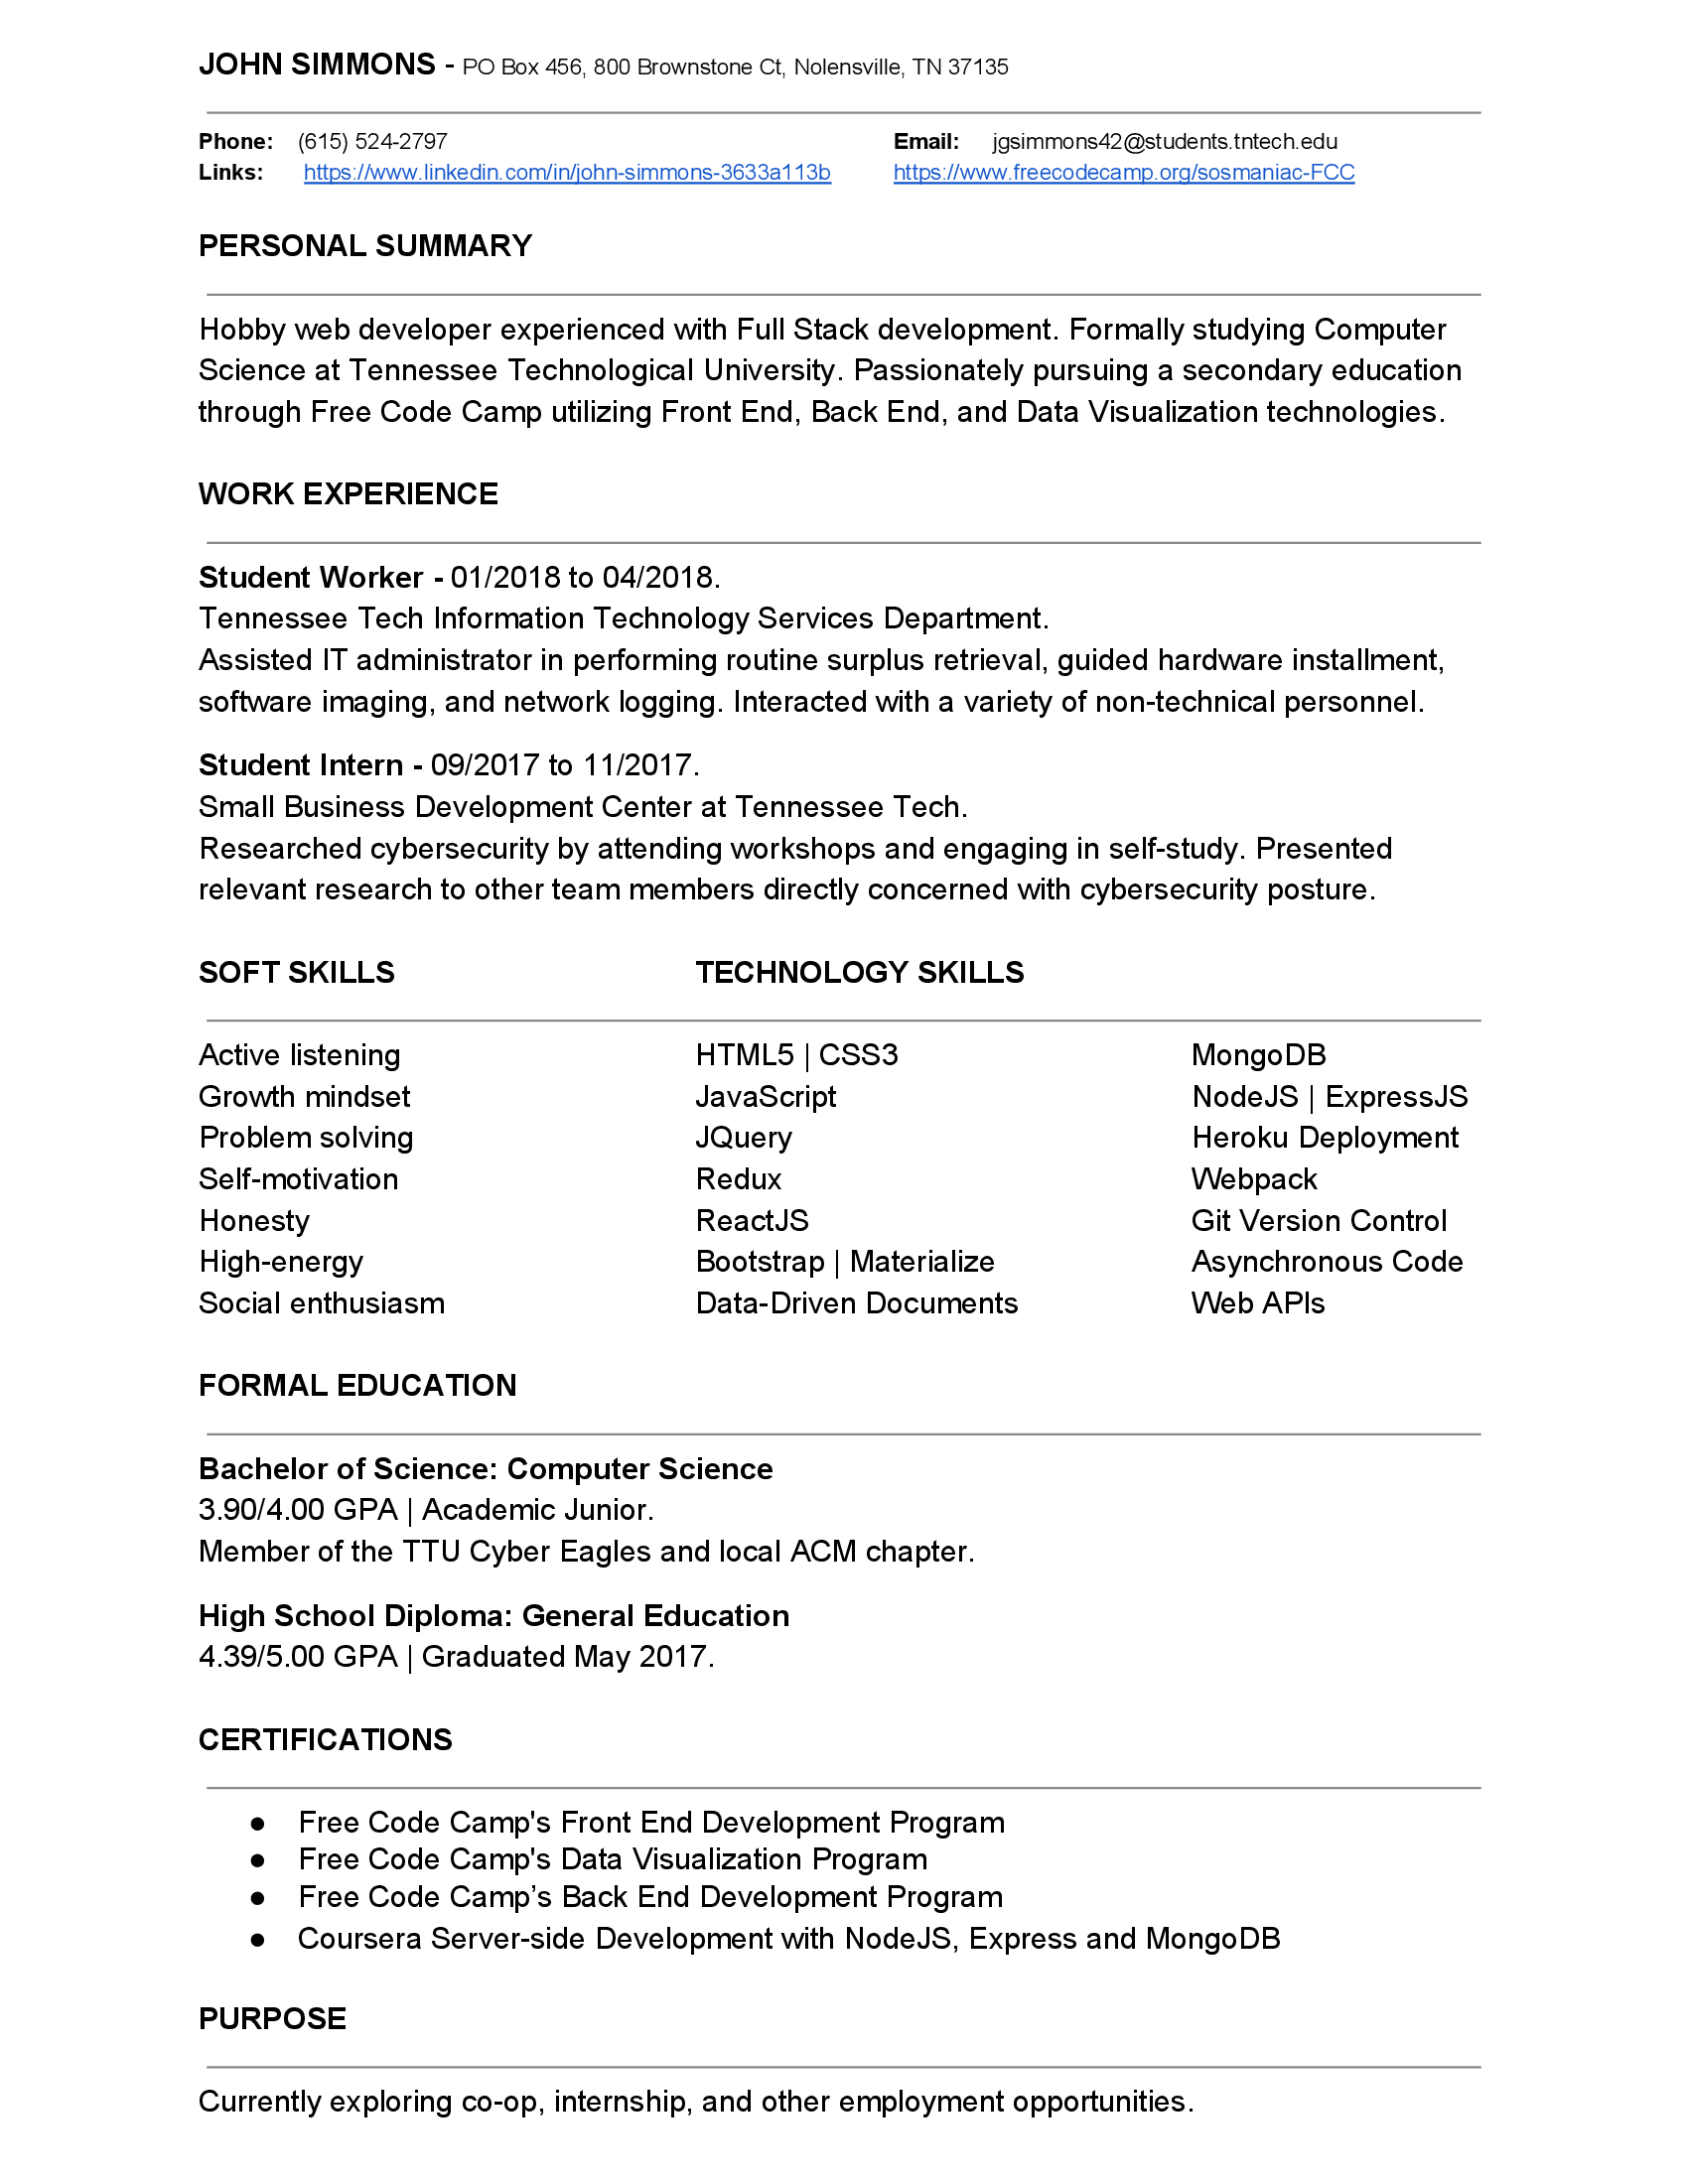 JOHN SIMMONS - PO Box 456, 800 Brownstone Ct, Nolensville, TN 37135
Phone: (615) 524-2797 Email: jgsimmons42@students.tntech.edu
Links: https://www.linkedin.com/in/john-simmons-3633a113b https://www.freecodecamp.org/sosmaniac-FCC
PERSONAL SUMMARY
Hobby web developer experienced with Full Stack development. Formally studying Computer
Science at Tennessee Technological University. Passionately pursuing a secondary education
through Free Code Camp utilizing Front End, Back End, and Data Visualization technologies.
WORK EXPERIENCE
Student Worker - 01/2018 to 04/2018.
Tennessee Tech Information Technology Services Department.
Assisted IT administrator in performing routine surplus retrieval, guided hardware installment,
software imaging, and network logging. Interacted with a variety of non-technical personnel.
Student Intern - 09/2017 to 11/2017.
Small Business Development Center at Tennessee Tech.
Researched cybersecurity by attending workshops and engaging in self-study. Presented
relevant research to other team members directly concerned with cybersecurity posture.
SOFT SKILLS TECHNOLOGY SKILLS
Active listening HTML5 | CSS3 MongoDB
Growth mindset JavaScript NodeJS | ExpressJS
Problem solving JQuery Heroku Deployment
Self-motivation Redux Webpack
Honesty ReactJS Git Version Control
High-energy Bootstrap | Materialize Asynchronous Code
Social enthusiasm Data-Driven Documents Web APIs
FORMAL EDUCATION
Bachelor of Science: Computer Science
3.90/4.00 GPA | Academic Junior.
Member of the TTU Cyber Eagles and local ACM chapter.
High School Diploma: General Education
4.39/5.00 GPA | Graduated May 2017.
CERTIFICATIONS
● Free Code Camp's Front End Development Program
● Free Code Camp's Data Visualization Program
● Free Code Camp’s Back End Development Program
● Coursera Server-side Development with NodeJS, Express and MongoDB
PURPOSE
Currently exploring co-op, internship, and other employment opportunities.